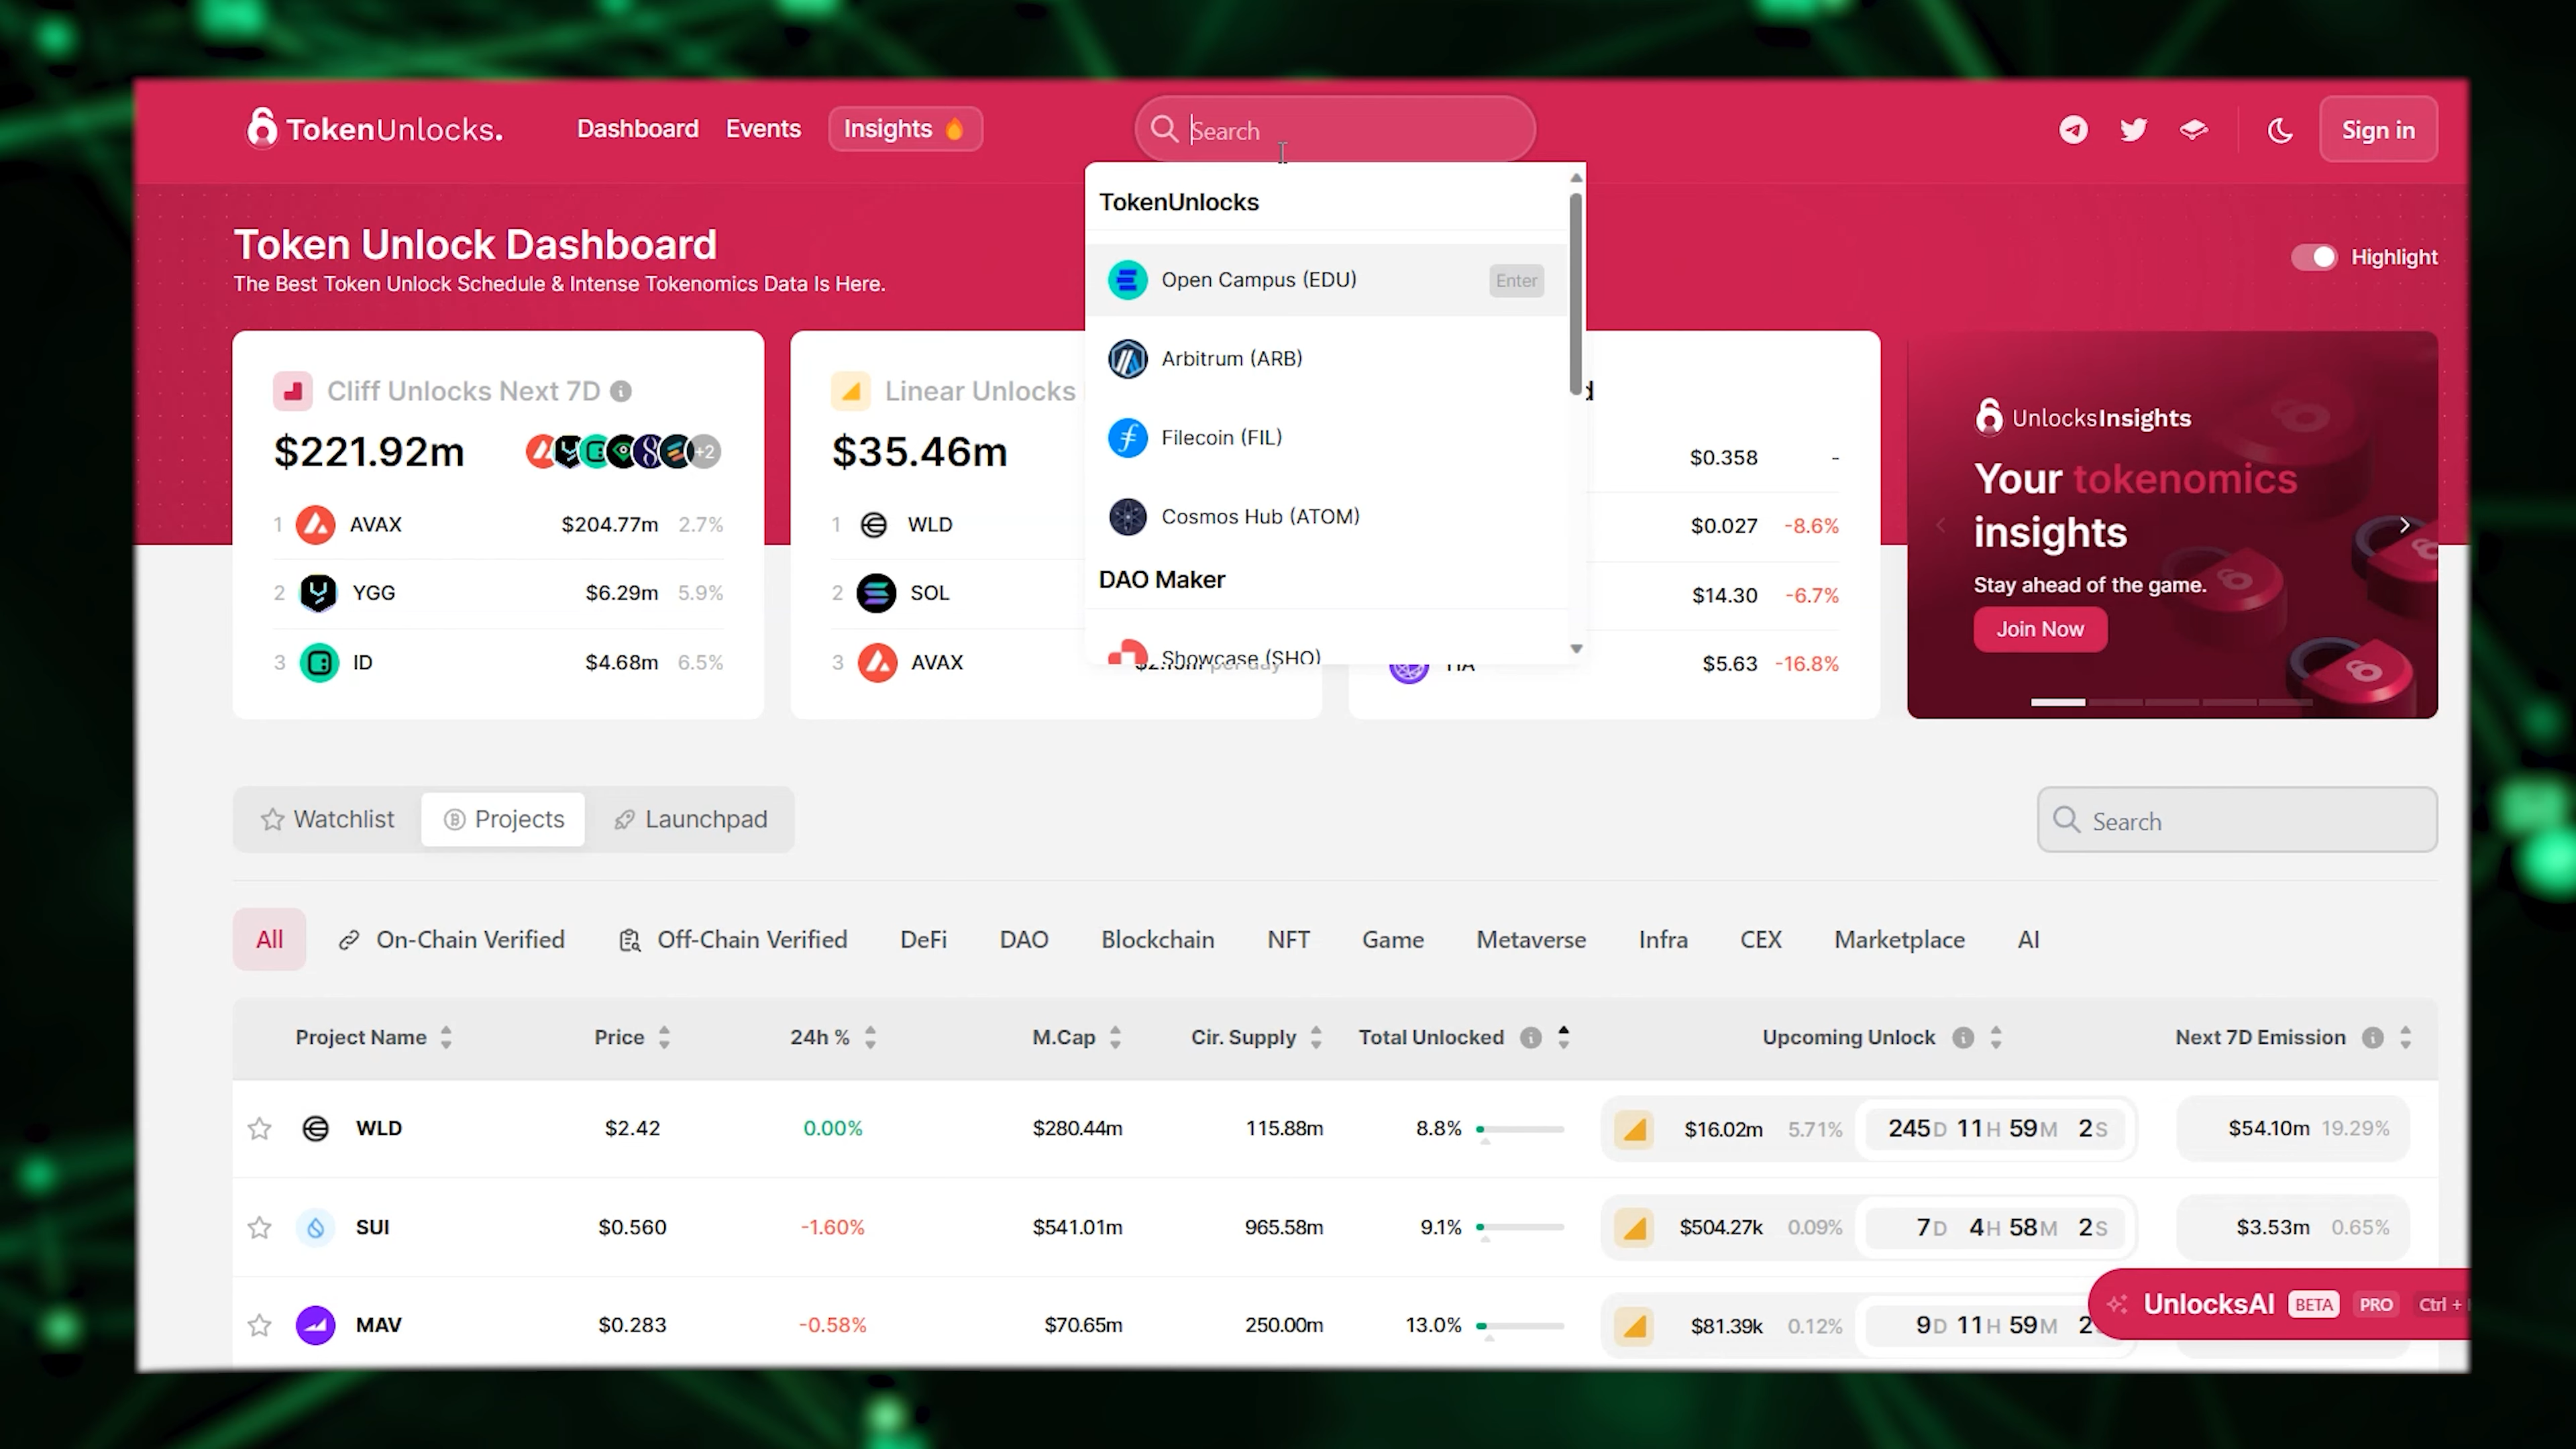 TokenUnlocks.
Dashboard
Events
Insights
Search
Sign in
TokenUnlocks
Open Campus (EDU)
Enter
Arbitrum (ARB)
Filecoin (FIL)
Cosmos Hub (ATOM)
DAO Maker
Showcase (SHO)
Token Unlock Dashboard
The Best Token Unlock Schedule & Intense Tokenomics Data Is Here.
Highlight
Cliff Unlocks Next 7D
$221.92m
+2
1 AVAX $204.77m 2.7%
2 YGG $6.29m 5.9%
3 ID $4.68m 6.5%
Linear Unlocks
$35.46m
1 WLD
2 SOL
3 AVAX
per day
$0.358 -
$0.027 -8.6%
$14.30 -6.7%
$5.63 -16.8%
UnlocksInsights
Your tokenomics
insights
Stay ahead of the game.
Join Now
Watchlist
Projects
Launchpad
Search
All
On-Chain Verified
Off-Chain Verified
DeFi
DAO
Blockchain
NFT
Game
Metaverse
Infra
CEX
Marketplace
AI
Project Name Price 24h % M.Cap Cir. Supply Total Unlocked Upcoming Unlock Next 7D Emission
WLD $2.42 0.00% $280.44m 115.88m 8.8% $16.02m 5.71% 245D 11H 59M 2S $54.10m 19.29%
SUI $0.560 -1.60% $541.01m 965.58m 9.1% $504.27k 0.09% 7D 4H 58M 2S $3.53m 0.65%
MAV $0.283 -0.58% $70.65m 250.00m 13.0% $81.39k 0.12% 9D 11H 59M 2
UnlocksAI BETA PRO Ctrl +